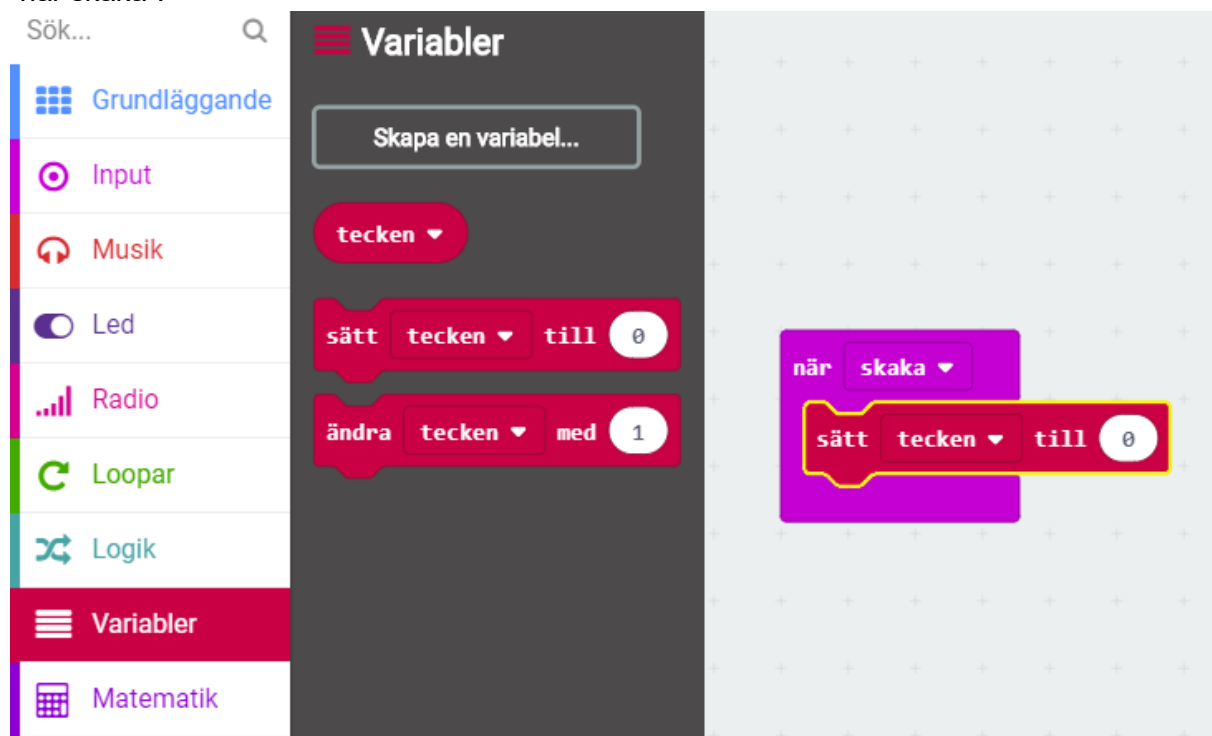 Sök...
Grundläggande
Input
Musik
Led
Radio
Loopar
Logik
Variabler
Matematik
Variabler
Skapa en variabel...
tecken
sätt tecken till 0
ändra tecken med 1
när skaka
sätt tecken till 0